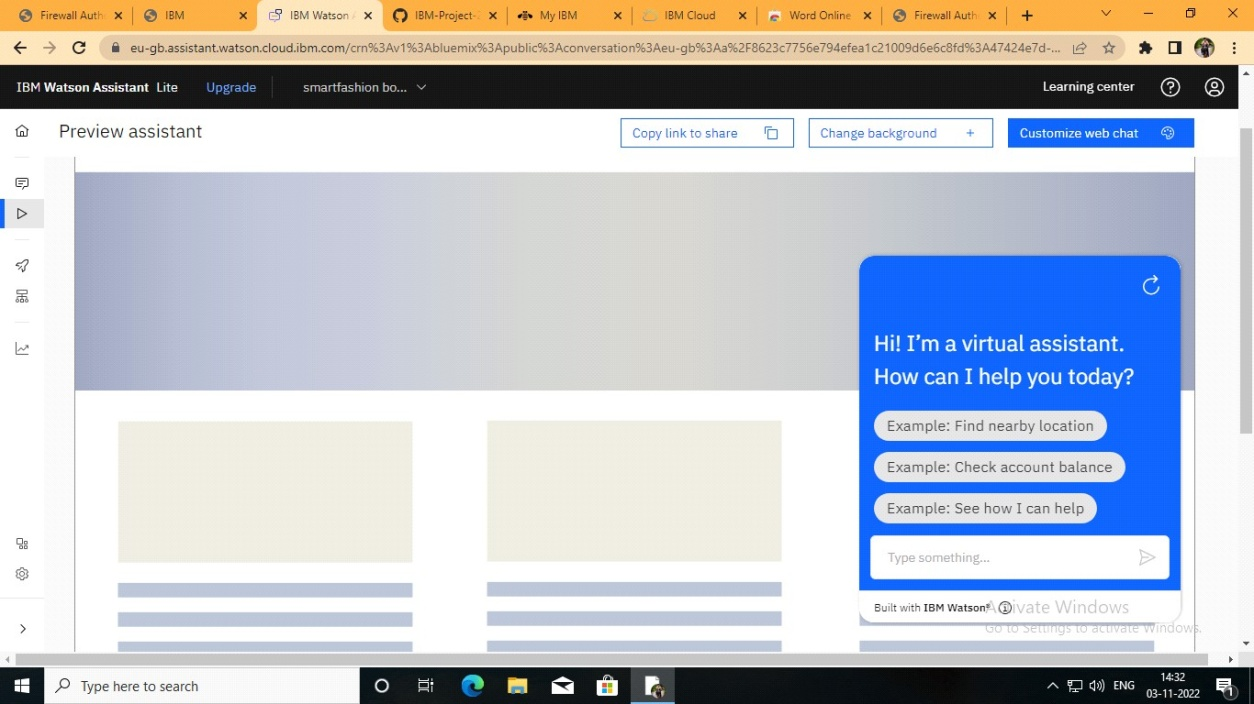 Firewall Auth
IBM
IBM Watson A
IBM-Project-2
My IBM
IBM Cloud
Word Online
Firewall Auth
eu-gb.assistant.watson.cloud.ibm.com/crn%3Av1%3Abluemix%3Apublic%3Aconversation%3Aeu-gb%3Aa%2F8623c7756e794efea1c21009d6e6c8fd%3A47424e7d-...
IBM Watson Assistant Lite
Upgrade
smartfashion bo...
Learning center
Preview assistant
Copy link to share
Change background +
Customize web chat
Hi! I'm a virtual assistant.
How can I help you today?
Example: Find nearby location
Example: Check account balance
Example: See how I can help
Type something...
Built with IBM Watson®
Activate Windows
Go to Settings to activate Windows.
Type here to search
ENG
14:32
03-11-2022
1